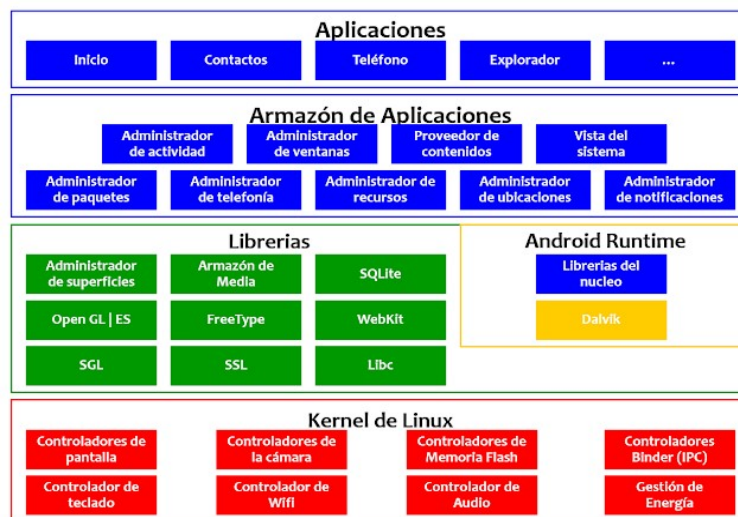 Aplicaciones
Inicio
Contactos
Teléfono
Explorador
...
Armazón de Aplicaciones
Administrador
de actividad
Administrador
de ventanas
Proveedor de
contenidos
Vista del
sistema
Administrador
de paquetes
Administrador
de telefonía
Administrador de
recursos
Administrador
de ubicaciones
Administrador
de notificaciones
Librerias
Administrador
de superficies
Armazón de
Media
SQLite
Open GL | ES
FreeType
WebKit
SGL
SSL
Libc
Android Runtime
Librerias del
nucleo
Dalvik
Kernel de Linux
Controladores de
pantalla
Controladores de
la cámara
Controladores de
Memoria Flash
Controladores
Binder (IPC)
Controlador de
teclado
Controlador de
Wifi
Controlador de
Audio
Gestión de
Energía